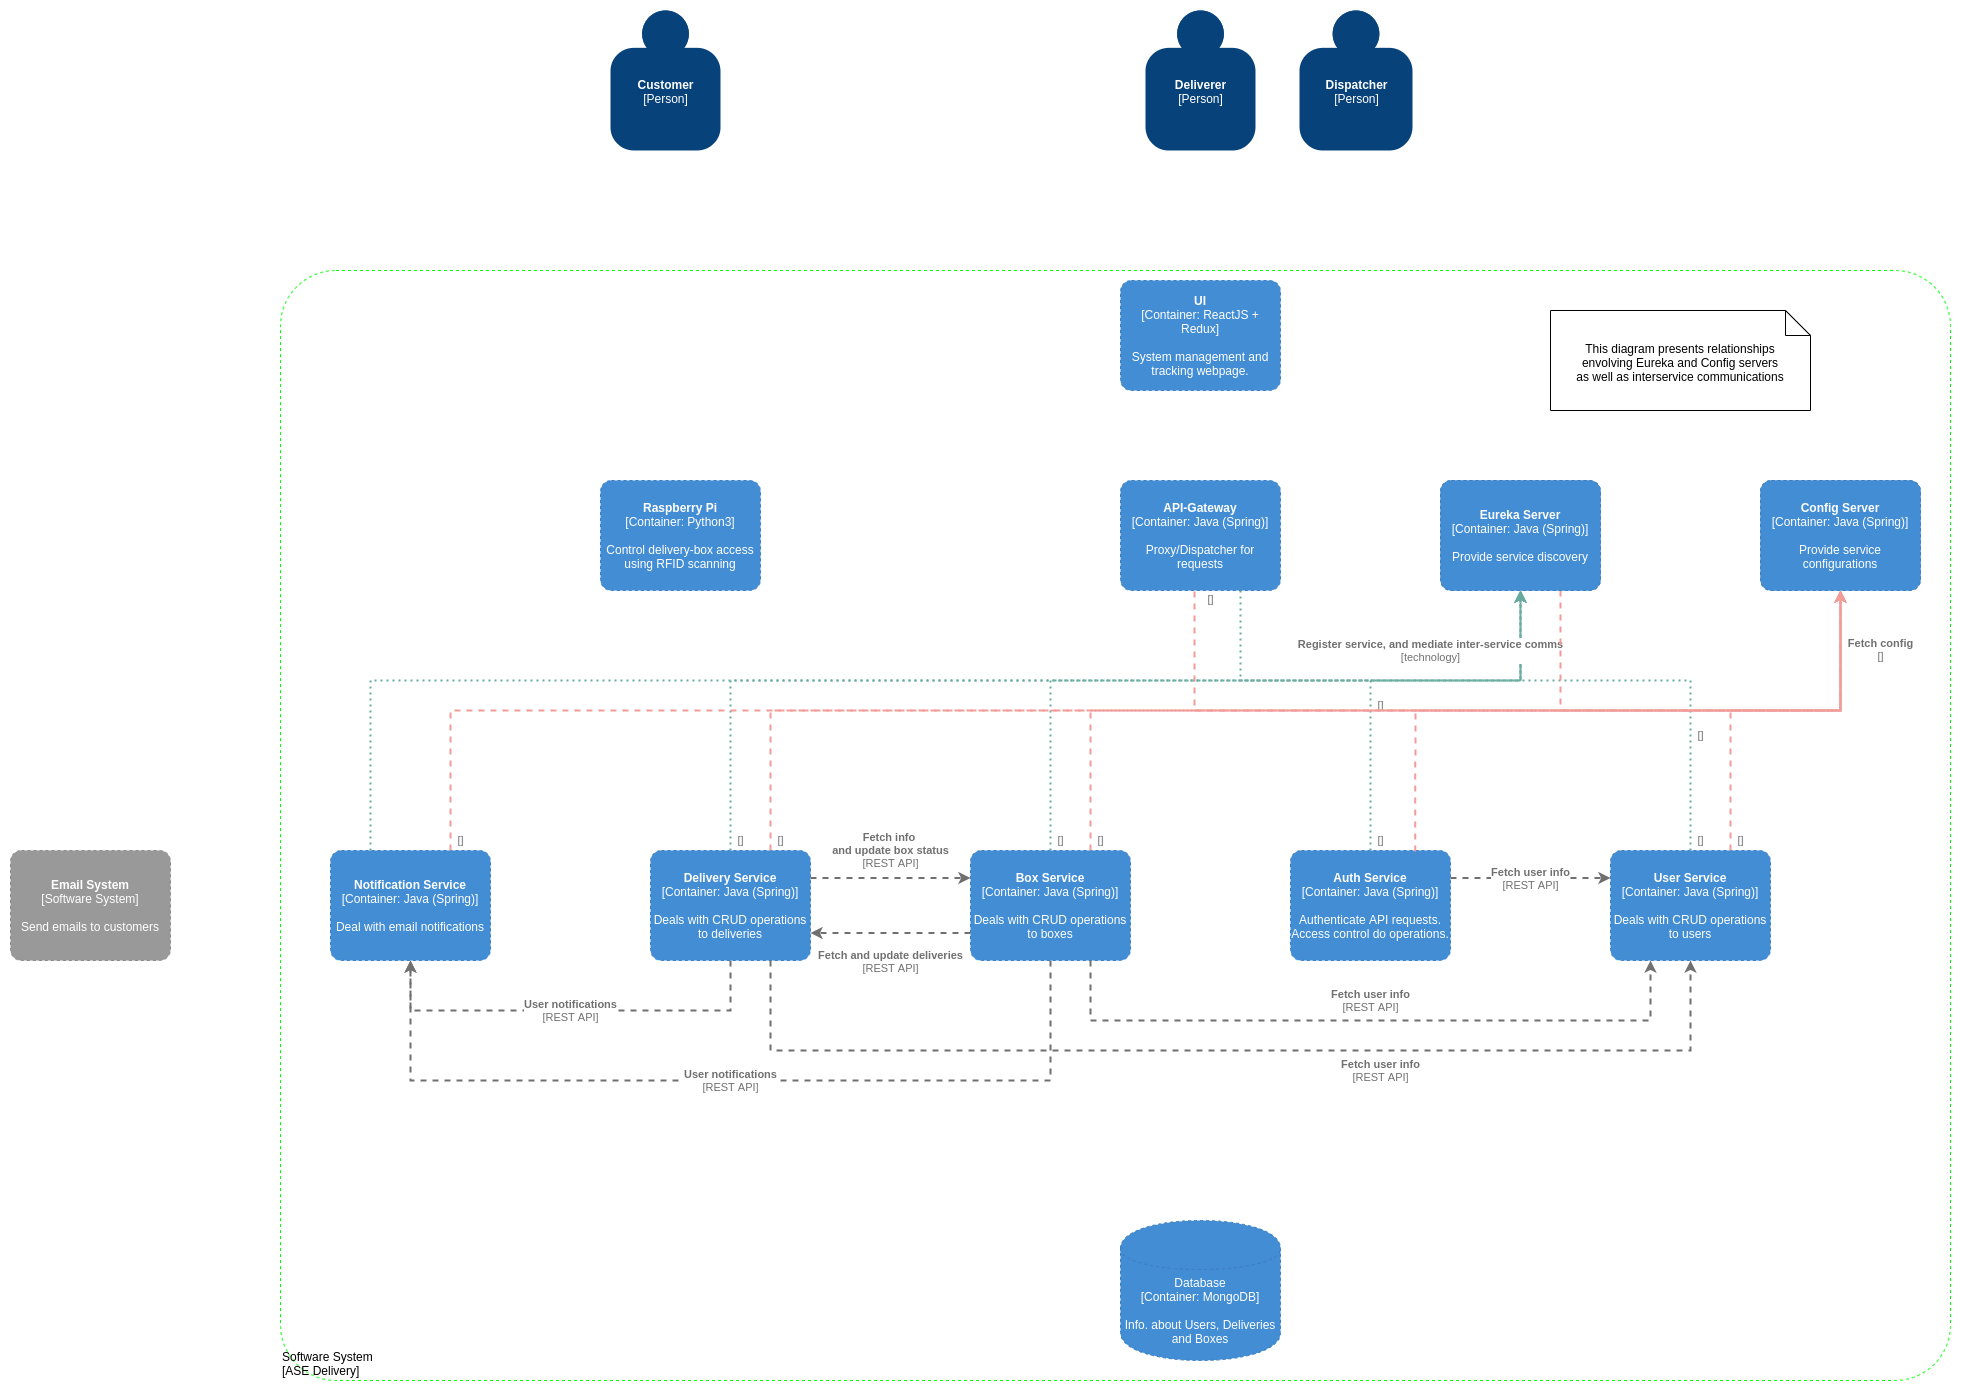 Customer
[Person]
Deliverer
[Person]
Dispatcher
[Person]
UI
[Container: ReactJS +
Redux]
System management and
tracking webpage.
This diagram presents relationships
envolving Eureka and Config servers
as well as interservice communications
Raspberry Pi
[Container: Python3]
Control delivery-box access
using RFID scanning
API-Gateway
[Container: Java (Spring)]
Proxy/Dispatcher for
requests
Eureka Server
[Container: Java (Spring)]
Provide service discovery
Config Server
[Container: Java (Spring)]
Provide service
configurations
[]
Register service, and mediate inter-service comms
[technology]
Fetch config
[]
[]
[]
[]
[]
[]
[]
[]
[]
[]
[]
Fetch info
and update box status
[REST API]
Email System
[Software System]
Send emails to customers
Notification Service
[Container: Java (Spring)]
Deal with email notifications
Delivery Service
[Container: Java (Spring)]
Deals with CRUD operations
to deliveries
Box Service
[Container: Java (Spring)]
Deals with CRUD operations
to boxes
Auth Service
[Container: Java (Spring)]
Authenticate API requests.
Access control do operations.
Fetch user info
[REST API]
User Service
[Container: Java (Spring)]
Deals with CRUD operations
to users
Fetch and update deliveries
[REST API]
User notifications
[REST API]
Fetch user info
[REST API]
Fetch user info
[REST API]
User notifications
[REST API]
Database
[Container: MongoDB]
Info. about Users, Deliveries
and Boxes
Software System
[ASE Delivery]